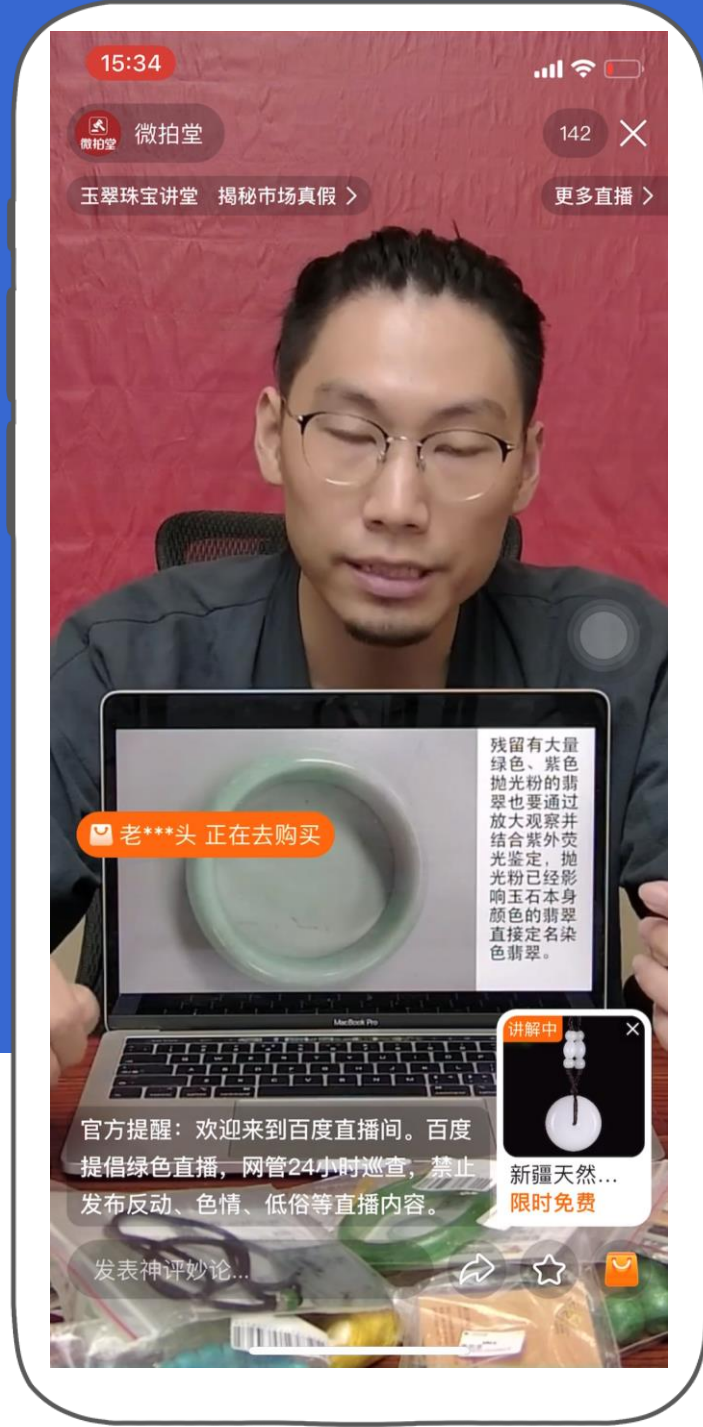 15:34
微拍堂
微拍堂
142
玉翠珠宝讲堂 揭秘市场真假
更多直播
残留有大量
绿色、紫色
抛光粉的翡
翠也要通过
放大观察并
结合紫外荧
光鉴定，抛
光粉已经影
响玉石本身
颜色的翡翠
直接定名染
色翡翠。
老***头 正在去购买
MacBook Pro
讲解中
新疆天然...
限时免费
官方提醒：欢迎来到百度直播间。百度
提倡绿色直播，网管24小时巡查，禁止
发布反动、色情、低俗等直播内容。
发表神评妙论...